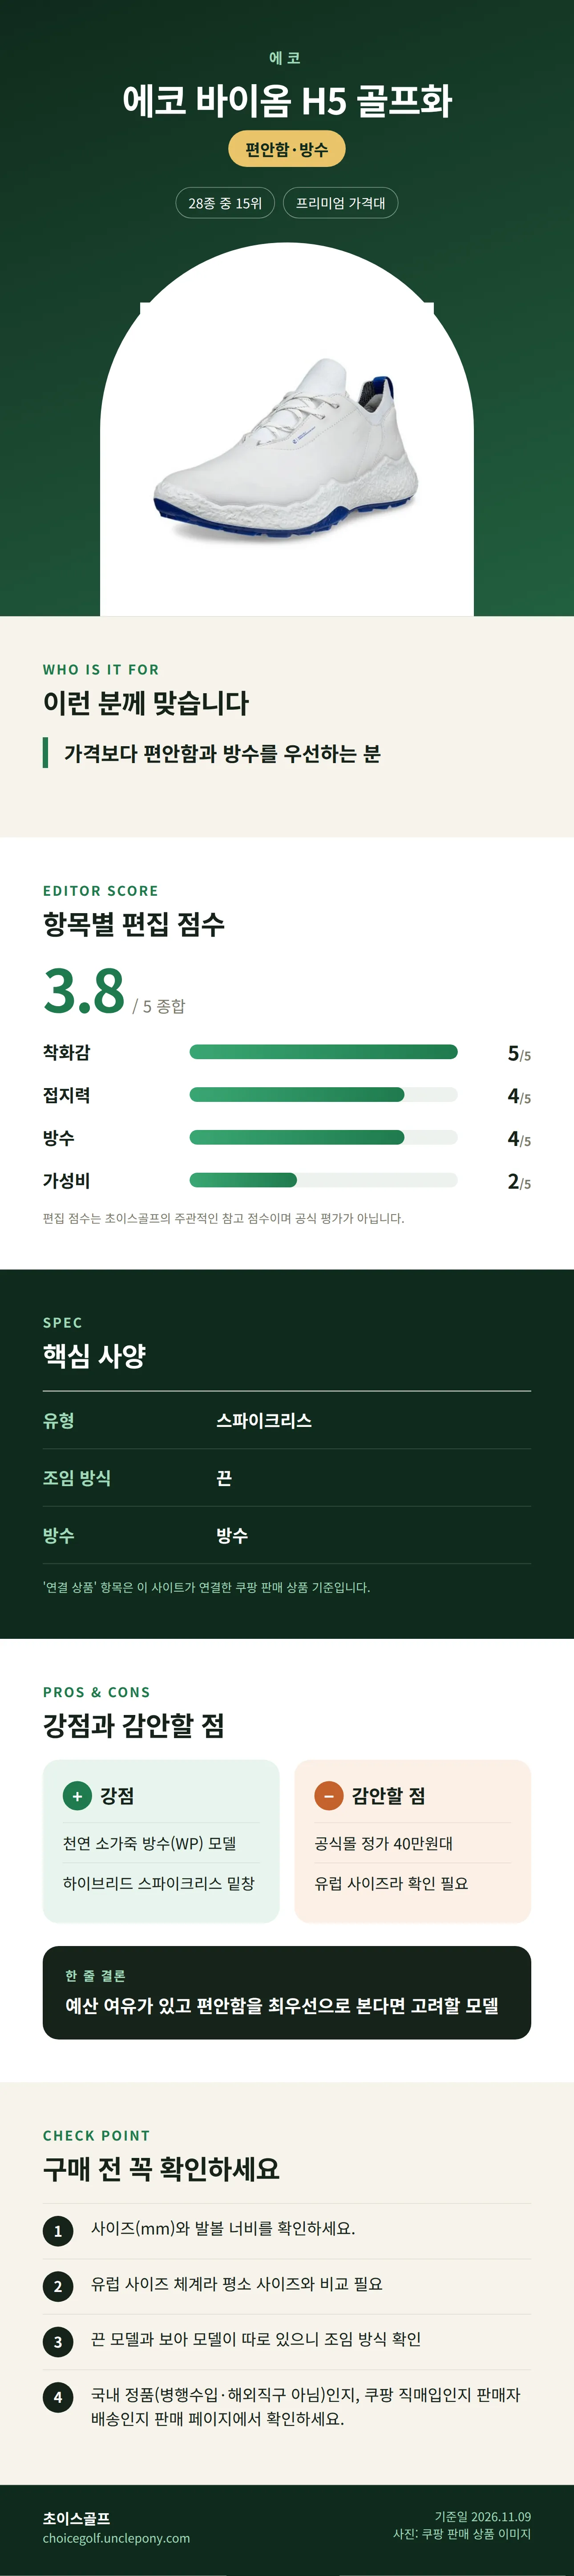 에코
에코 바이옴 H5 골프화
편안함·방수
28종 중 15위
프리미엄 가격대
WHO IS IT FOR
이런 분께 맞습니다
가격보다 편안함과 방수를 우선하는 분
EDITOR SCORE
항목별 편집 점수
3.8 / 5 종합
착화감 5/5
접지력 4/5
방수 4/5
가성비 2/5
편집 점수는 초이스골프의 주관적인 참고 점수이며 공식 평가가 아닙니다.
SPEC
핵심 사양
유형 스파이크리스
조임 방식 끈
방수 방수
'연결 상품' 항목은 이 사이트가 연결한 쿠팡 판매 상품 기준입니다.
PROS & CONS
강점과 감안할 점
+ 강점
천연 소가죽 방수(WP) 모델
하이브리드 스파이크리스 밑창
− 감안할 점
공식몰 정가 40만원대
유럽 사이즈라 확인 필요
한 줄 결론
예산 여유가 있고 편안함을 최우선으로 본다면 고려할 모델
CHECK POINT
구매 전 꼭 확인하세요
1 사이즈(mm)와 발볼 너비를 확인하세요.
2 유럽 사이즈 체계라 평소 사이즈와 비교 필요
3 끈 모델과 보아 모델이 따로 있으니 조임 방식 확인
4 국내 정품(병행수입·해외직구 아님)인지, 쿠팡 직매입인지 판매자
배송인지 판매 페이지에서 확인하세요.
초이스골프
choicegolf.unclepony.com
기준일 2026.11.09
사진: 쿠팡 판매 상품 이미지